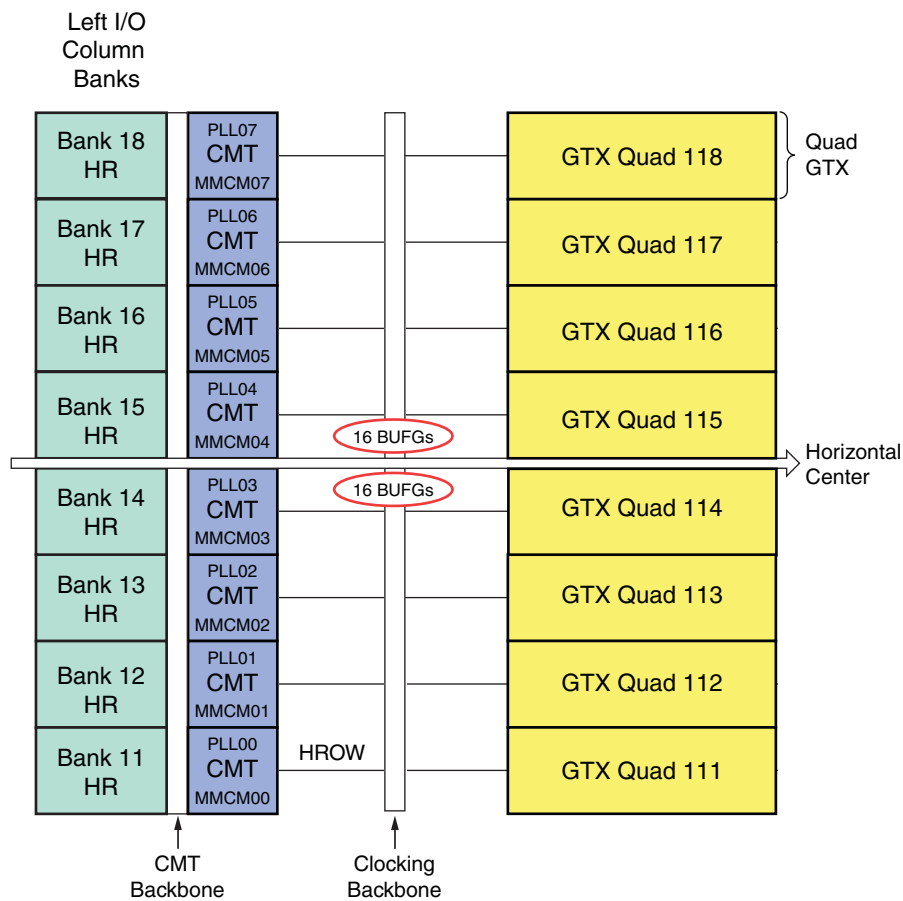 Left I/O
Column
Banks
Bank 18
HR
PLL07
CMT
MMCM07
GTX Quad 118
Quad
GTX
Bank 17
HR
PLL06
CMT
MMCM06
GTX Quad 117
Bank 16
HR
PLL05
CMT
MMCM05
GTX Quad 116
Bank 15
HR
PLL04
CMT
MMCM04
16 BUFGs
GTX Quad 115
Horizontal
Center
Bank 14
HR
PLL03
CMT
MMCM03
16 BUFGs
GTX Quad 114
Bank 13
HR
PLL02
CMT
MMCM02
GTX Quad 113
Bank 12
HR
PLL01
CMT
MMCM01
GTX Quad 112
Bank 11
HR
PLL00
CMT
MMCM00
HROW
GTX Quad 111
CMT
Backbone
Clocking
Backbone